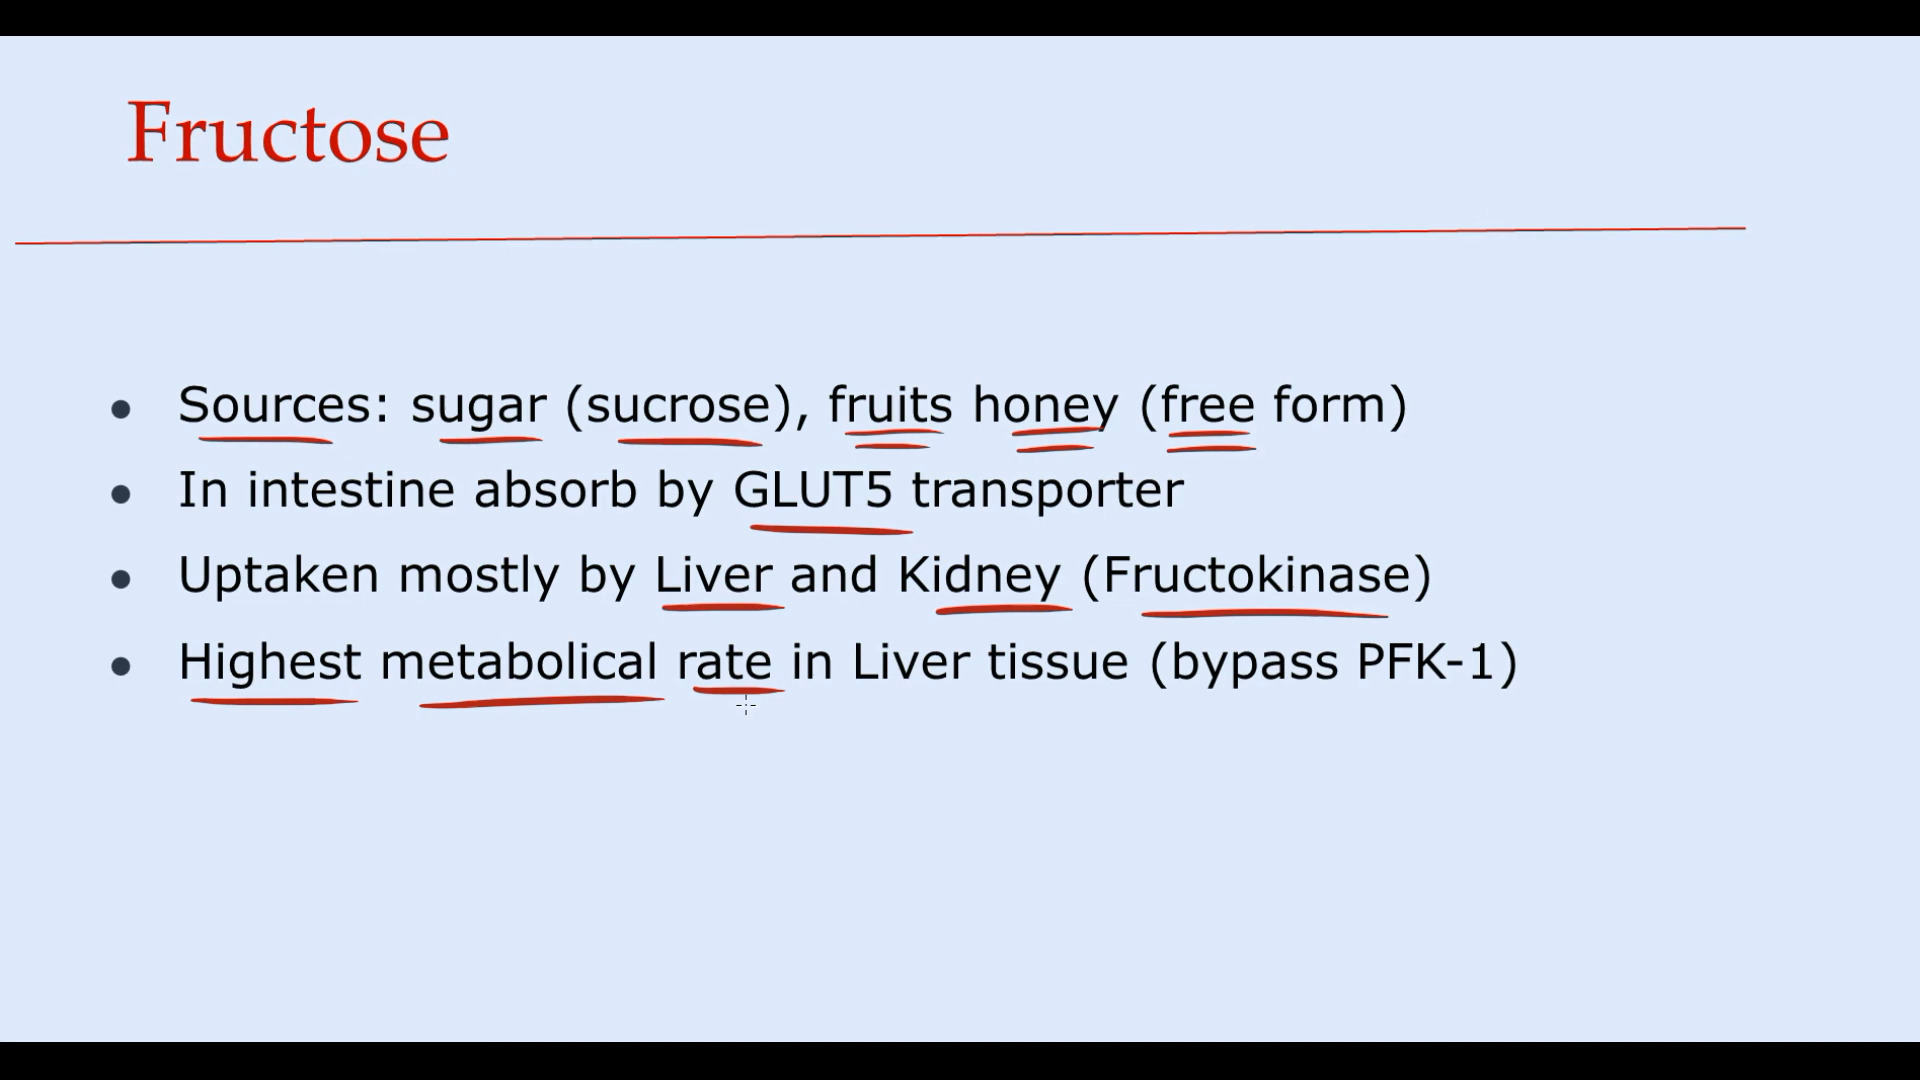 Fructose
● Sources: sugar (sucrose), fruits honey (free form)
● In intestine absorb by GLUT5 transporter
● Uptaken mostly by Liver and Kidney (Fructokinase)
● Highest metabolical rate in Liver tissue (bypass PFK-1)